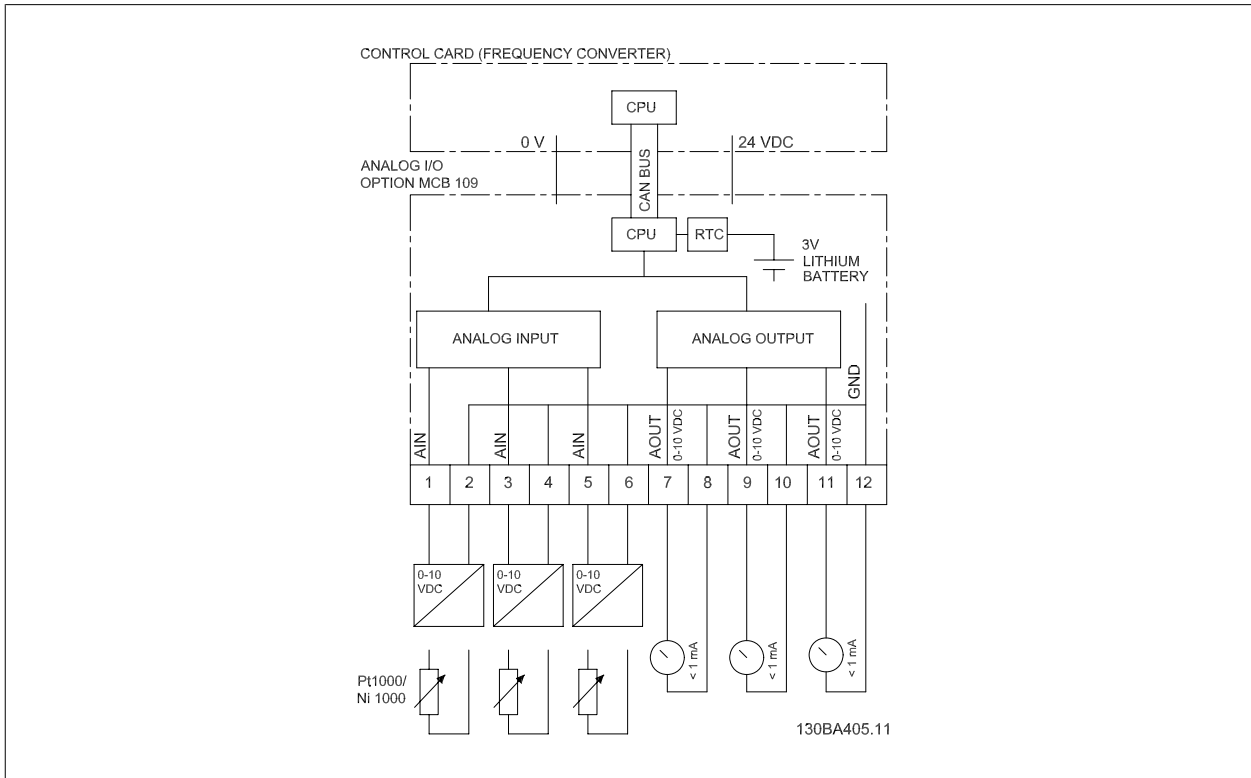 CONTROL CARD (FREQUENCY CONVERTER)
CPU
0 V
24 VDC
CAN BUS
ANALOG I/O
OPTION MCB 109
CPU
RTC
3V
LITHIUM
BATTERY
ANALOG INPUT
ANALOG OUTPUT
GND
AIN
AIN
AIN
AOUT
0-10 VDC
AOUT
0-10 VDC
AOUT
0-10 VDC
1 2 3 4 5 6 7 8 9 10 11 12
0-10
VDC
0-10
VDC
0-10
VDC
< 1 mA
< 1 mA
< 1 mA
Pt1000/
Ni 1000
130BA405.11